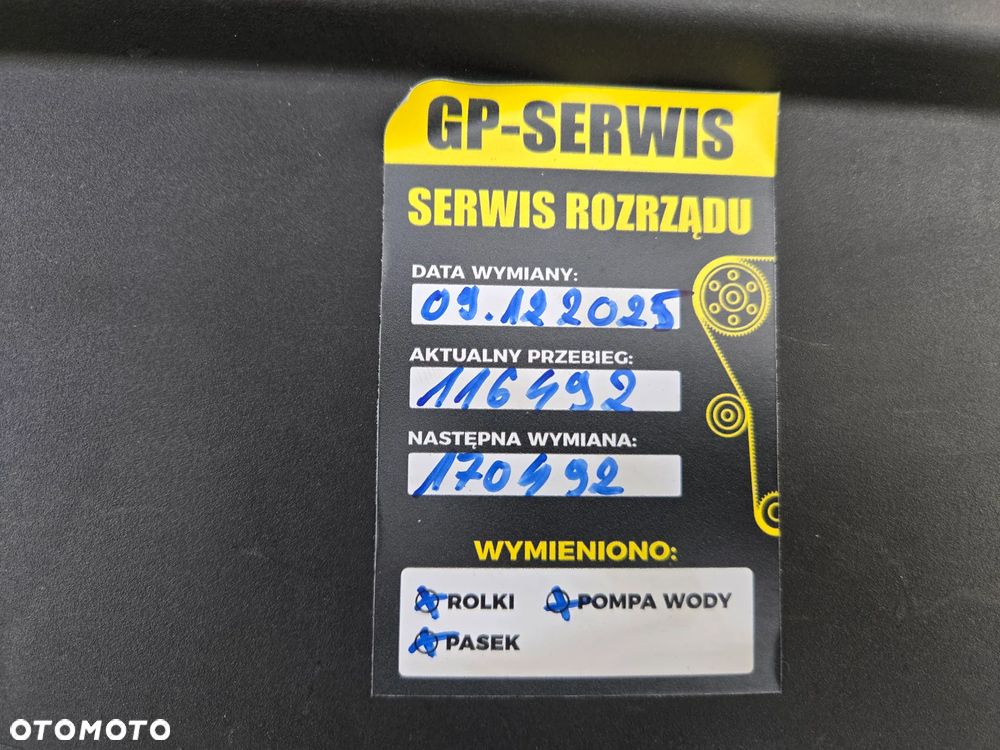 GP-SERWIS
SERWIS ROZRZĄDU
DATA WYMIANY:
09.12 2025
AKTUALNY PRZEBIEG:
116492
NASTĘPNA WYMIANA:
170492
WYMIENIONO:
ROLKI POMPA WODY
PASEK
OTOMOTO